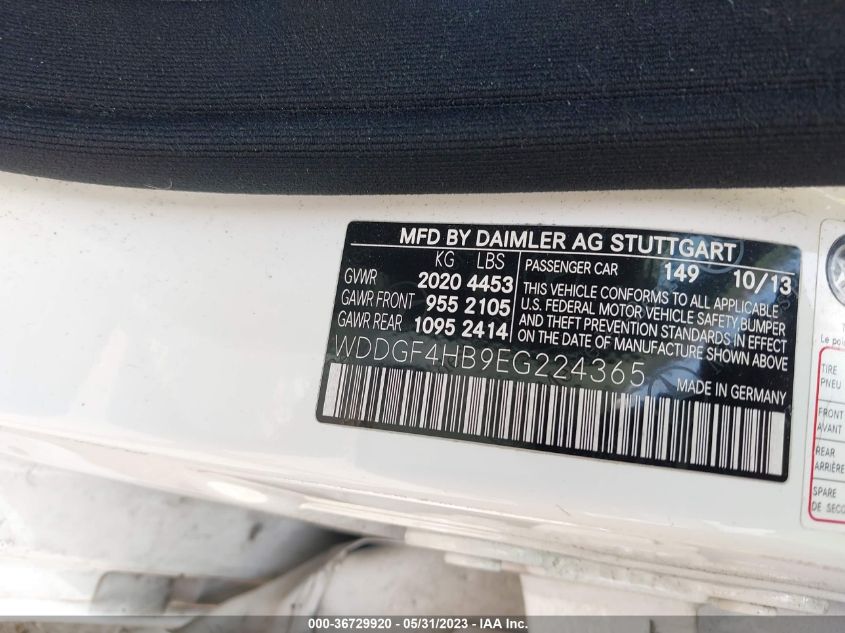 MFD BY DAIMLER AG STUTTGART
KG LBS
GVWR 2020 4453
GAWR FRONT 955 2105
GAWR REAR 1095 2414
PASSENGER CAR 149 10/13
THIS VEHICLE CONFORMS TO ALL APPLICABLE
U.S. FEDERAL MOTOR VEHICLE SAFETY,BUMPER
AND THEFT PREVENTION STANDARDS IN EFFECT
ON THE DATE OF MANUFACTURE SHOWN ABOVE
WDDGF4HB9EG224365
MADE IN GERMANY
Le
TIRE
PNEU
FRONT
AVANT
REAR
ARRIÈRE
SPARE
DE
000-36729920 - 05/31/2023 - IAA Inc.